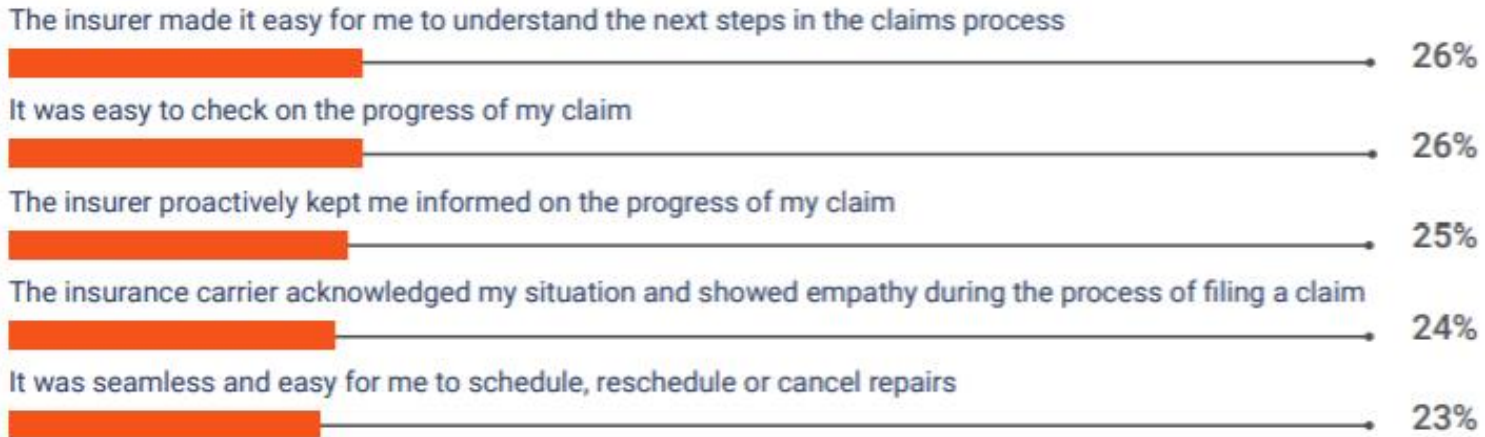 The insurer made it easy for me to understand the next steps in the claims process
26%
It was easy to check on the progress of my claim
26%
The insurer proactively kept me informed on the progress of my claim
25%
The insurance carrier acknowledged my situation and showed empathy during the process of filing a claim
24%
It was seamless and easy for me to schedule, reschedule or cancel repairs
23%